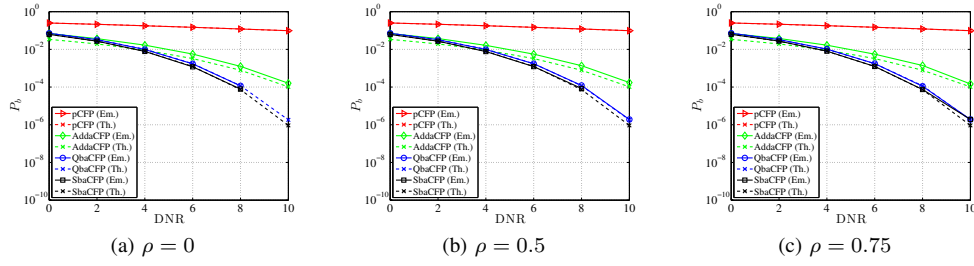 10^0
10^-2
10^-4
10^-6
10^-8
10^-10
P_b
pCFP (Em.)
pCFP (Th.)
AddaCFP (Em.)
AddaCFP (Th.)
QbaCFP (Em.)
QbaCFP (Th.)
SbaCFP (Em.)
SbaCFP (Th.)
0 2 4 6 8 10
DNR
(a) ρ = 0
10^0
10^-2
10^-4
10^-6
10^-8
10^-10
P_b
pCFP (Em.)
pCFP (Th.)
AddaCFP (Em.)
AddaCFP (Th.)
QbaCFP (Em.)
QbaCFP (Th.)
SbaCFP (Em.)
SbaCFP (Th.)
0 2 4 6 8 10
DNR
(b) ρ = 0.5
10^0
10^-2
10^-4
10^-6
10^-8
10^-10
P_b
pCFP (Em.)
pCFP (Th.)
AddaCFP (Em.)
AddaCFP (Th.)
QbaCFP (Em.)
QbaCFP (Th.)
SbaCFP (Em.)
SbaCFP (Th.)
0 2 4 6 8 10
DNR
(c) ρ = 0.75